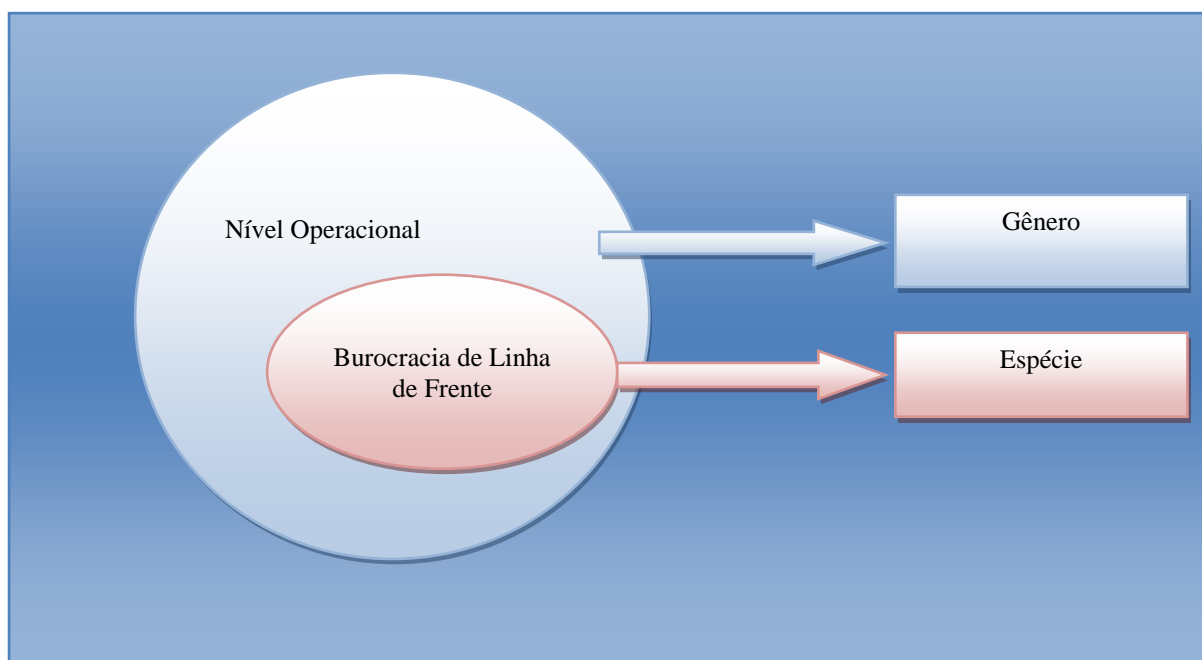 Nível Operacional
Gênero
Burocracia de Linha
de Frente
Espécie